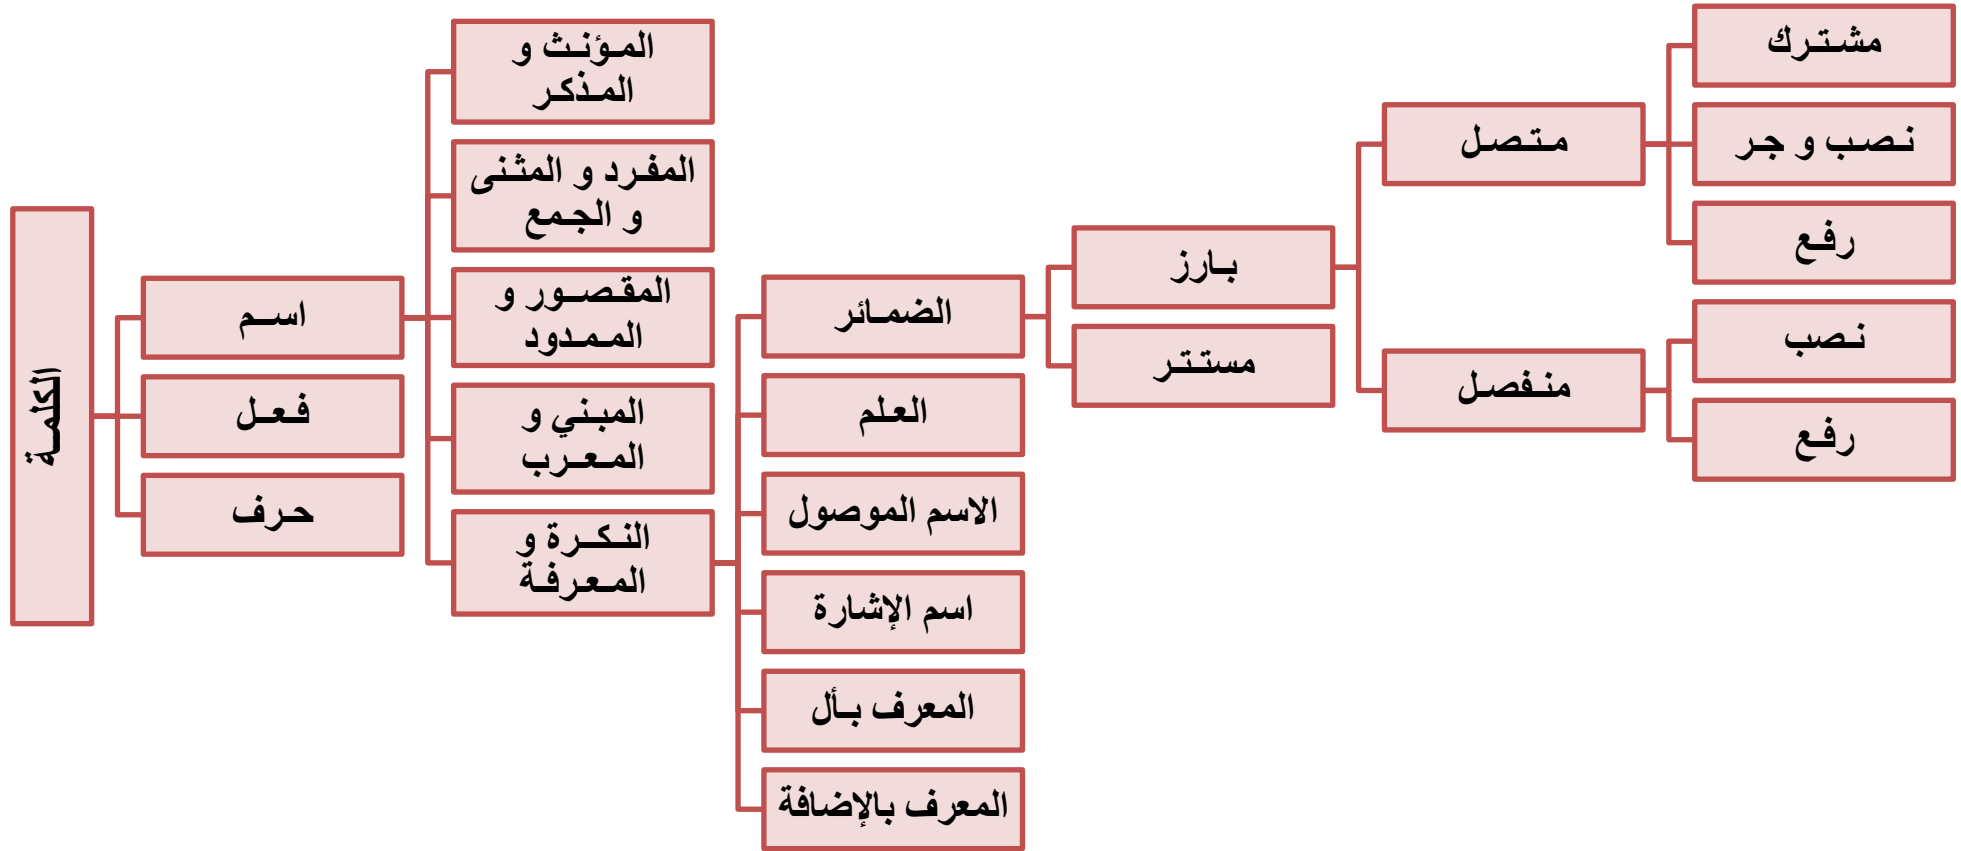 الكلمة
اسم
فعل
حرف
المؤنث و
المذكر
المفرد و المثنى
و الجمع
المقصور و
الممدود
المبني و
المعرب
النكرة و
المعرفة
الضمائر
العلم
الاسم الموصول
اسم الإشارة
المعرف بأل
المعرف بالإضافة
بارز
مستتر
متصل
منفصل
مشترك
نصب و جر
رفع
نصب
رفع